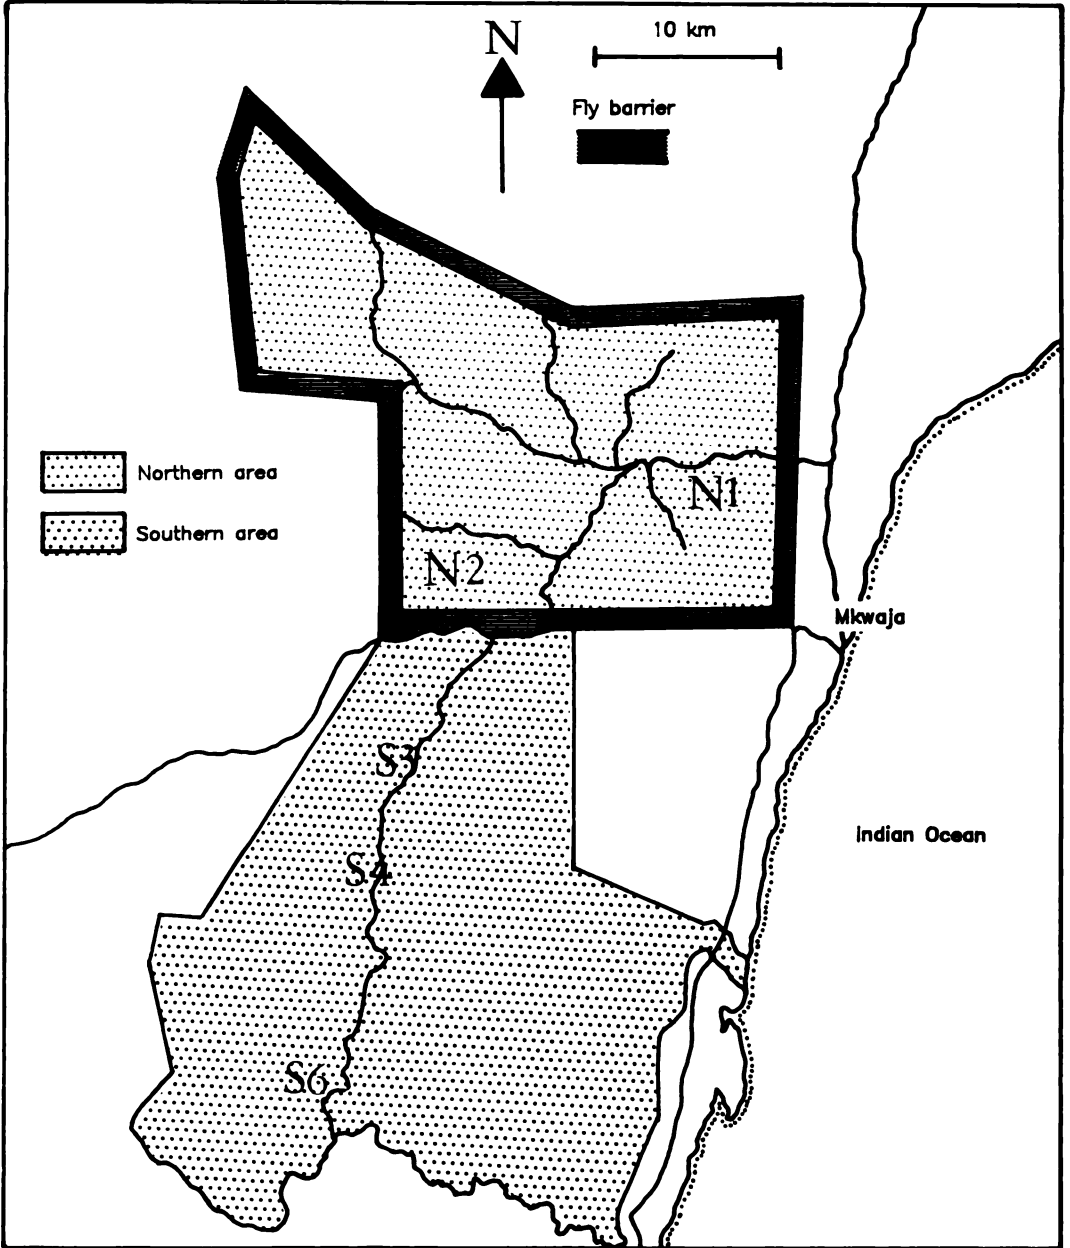 N
10 km
Fly barrier
Northern area
Southern area
N1
N2
Mkwaja
S3
S4
Indian Ocean
S6